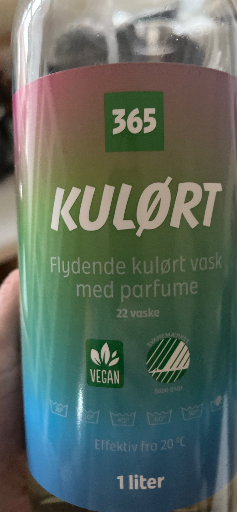 365
KULØRT
Flydende kulørt vask
med parfume
22 vaske
VEGAN
Effektiv fra 20 °C
1 liter